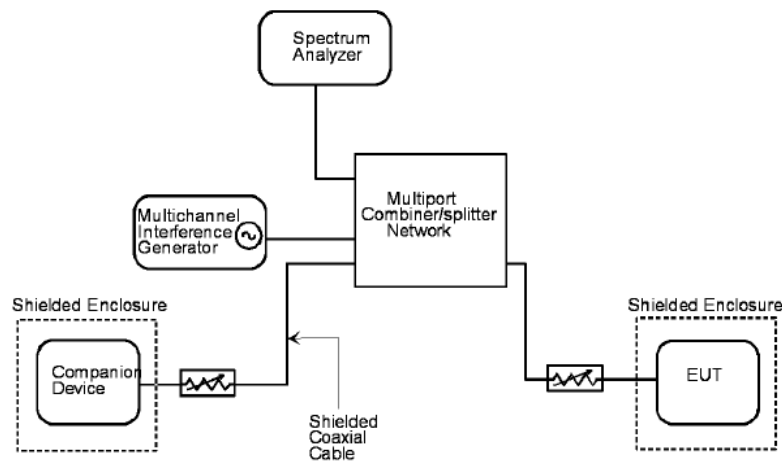 Spectrum
Analyzer
Multiport
Combiner/splitter
Network
Multichannel
Interference
Generator
Shielded Enclosure
Shielded Enclosure
Companion
Device
EUT
Shielded
Coaxial
Cable